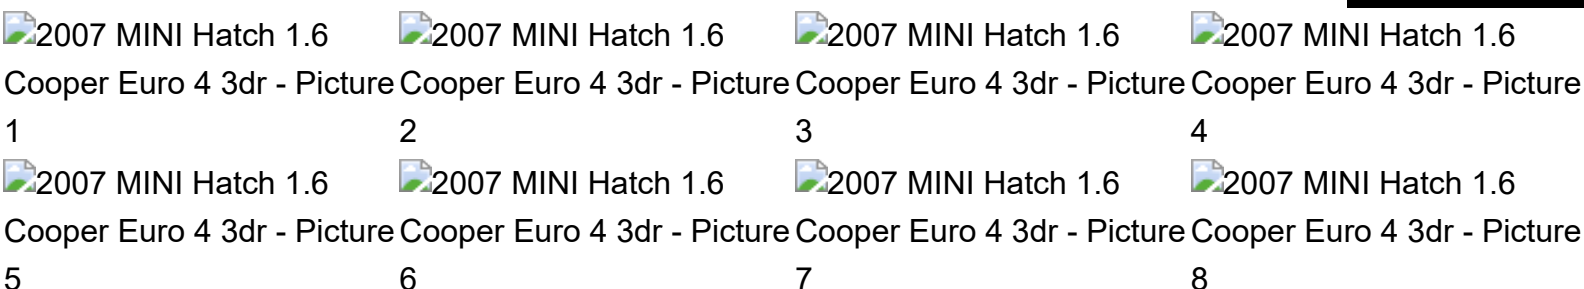 2007 MINI Hatch 1.6 Cooper Euro 4 3dr - Picture 1
2007 MINI Hatch 1.6 Cooper Euro 4 3dr - Picture 2
2007 MINI Hatch 1.6 Cooper Euro 4 3dr - Picture 3
2007 MINI Hatch 1.6 Cooper Euro 4 3dr - Picture 4
2007 MINI Hatch 1.6 Cooper Euro 4 3dr - Picture 5
2007 MINI Hatch 1.6 Cooper Euro 4 3dr - Picture 6
2007 MINI Hatch 1.6 Cooper Euro 4 3dr - Picture 7
2007 MINI Hatch 1.6 Cooper Euro 4 3dr - Picture 8